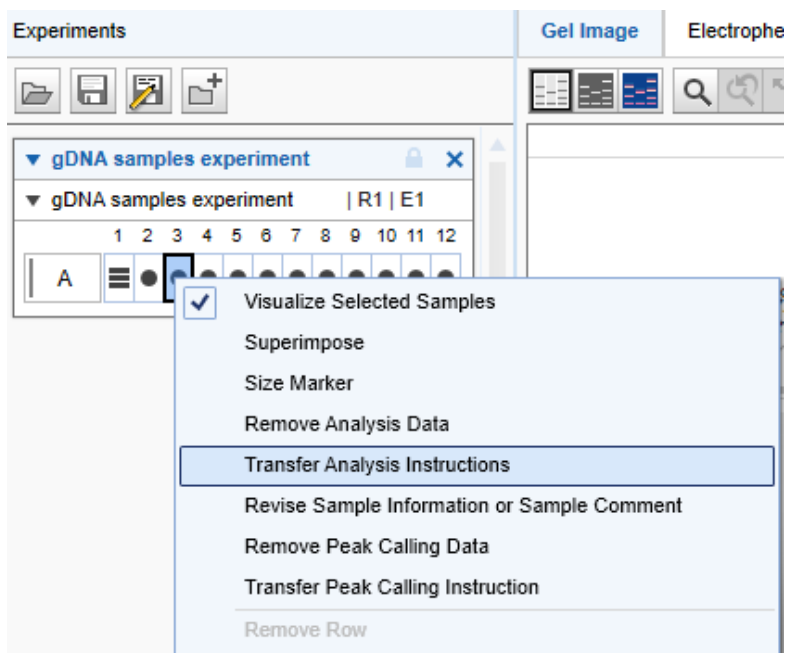 Experiments
Gel Image
Electrophe
gDNA samples experiment
gDNA samples experiment | R1 | E1
1 2 3 4 5 6 7 8 9 10 11 12
A
Visualize Selected Samples
Superimpose
Size Marker
Remove Analysis Data
Transfer Analysis Instructions
Revise Sample Information or Sample Comment
Remove Peak Calling Data
Transfer Peak Calling Instruction
Remove Row